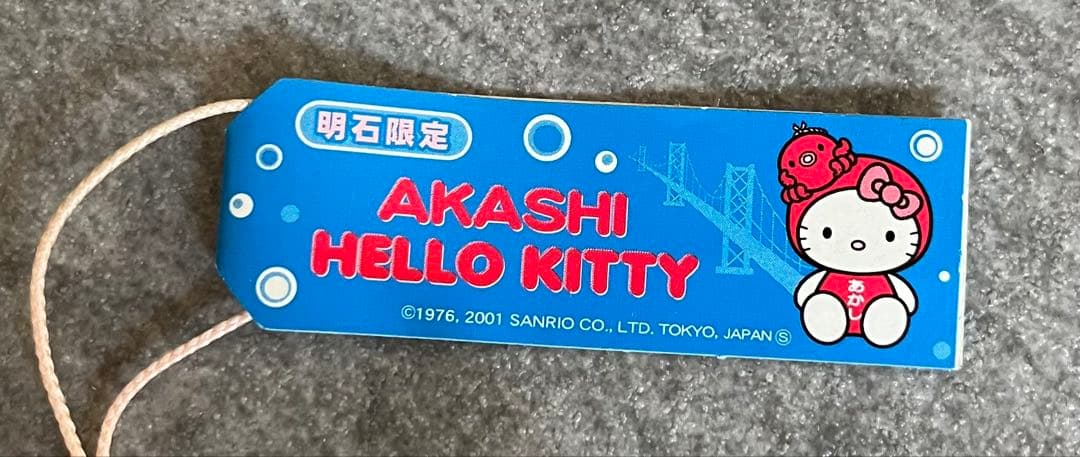 明石限定
AKASHI
HELLO KITTY
©1976, 2001 SANRIO CO., LTD. TOKYO, JAPAN Ⓢ
あかし